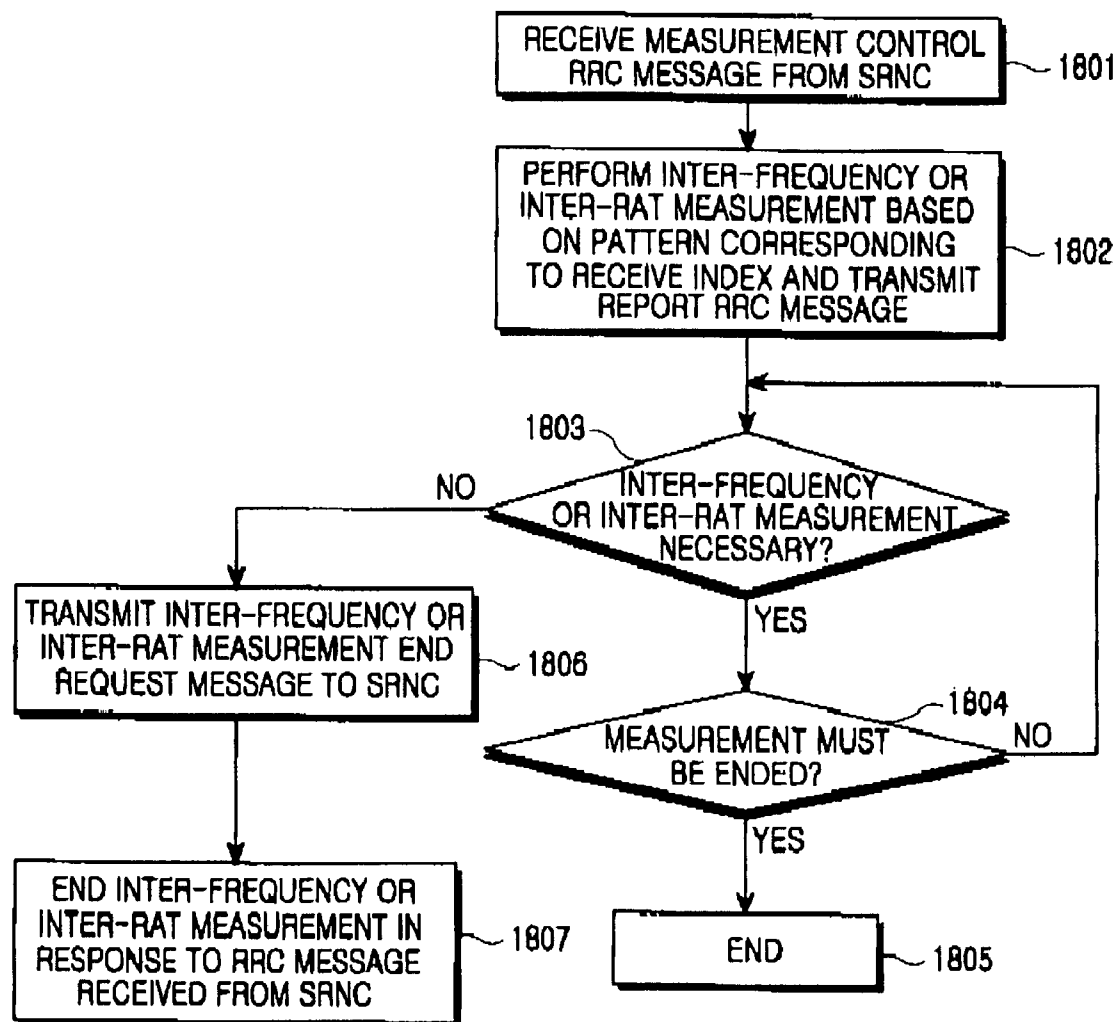 RECEIVE MEASUREMENT CONTROL
RRC MESSAGE FROM SRNC
1801
PERFORM INTER-FREQUENCY OR
INTER-RAT MEASUREMENT BASED
ON PATTERN CORRESPONDING
TO RECEIVE INDEX AND TRANSMIT
REPORT RRC MESSAGE
1802
1803
NO
INTER-FREQUENCY
OR INTER-RAT MEASUREMENT
NECESSARY?
YES
TRANSMIT INTER-FREQUENCY OR
INTER-RAT MEASUREMENT END
REQUEST MESSAGE TO SRNC
1806
1804
MEASUREMENT MUST
BE ENDED?
NO
YES
END INTER-FREQUENCY OR
INTER-RAT MEASUREMENT IN
RESPONSE TO RRC MESSAGE
RECEIVED FROM SRNC
1807
END
1805